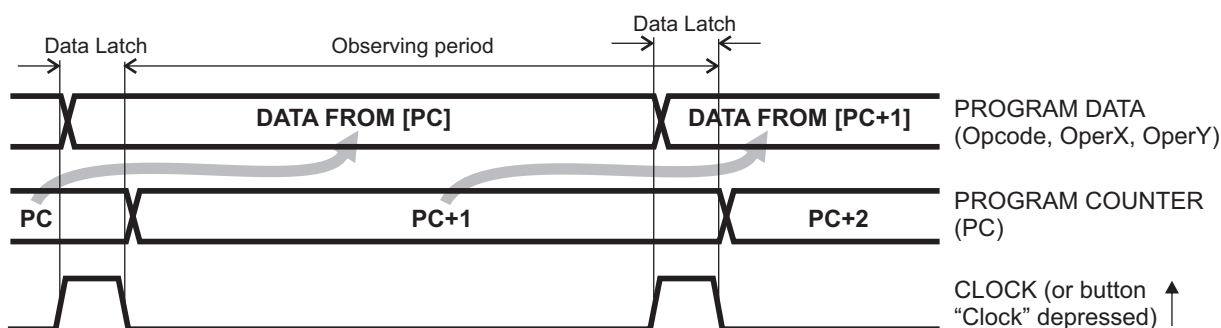 Data Latch
Data Latch
Observing period
DATA FROM [PC]
DATA FROM [PC+1]
PROGRAM DATA
(Opcode, OperX, OperY)
PC
PC+1
PC+2
PROGRAM COUNTER
(PC)
CLOCK (or button
“Clock” depressed)